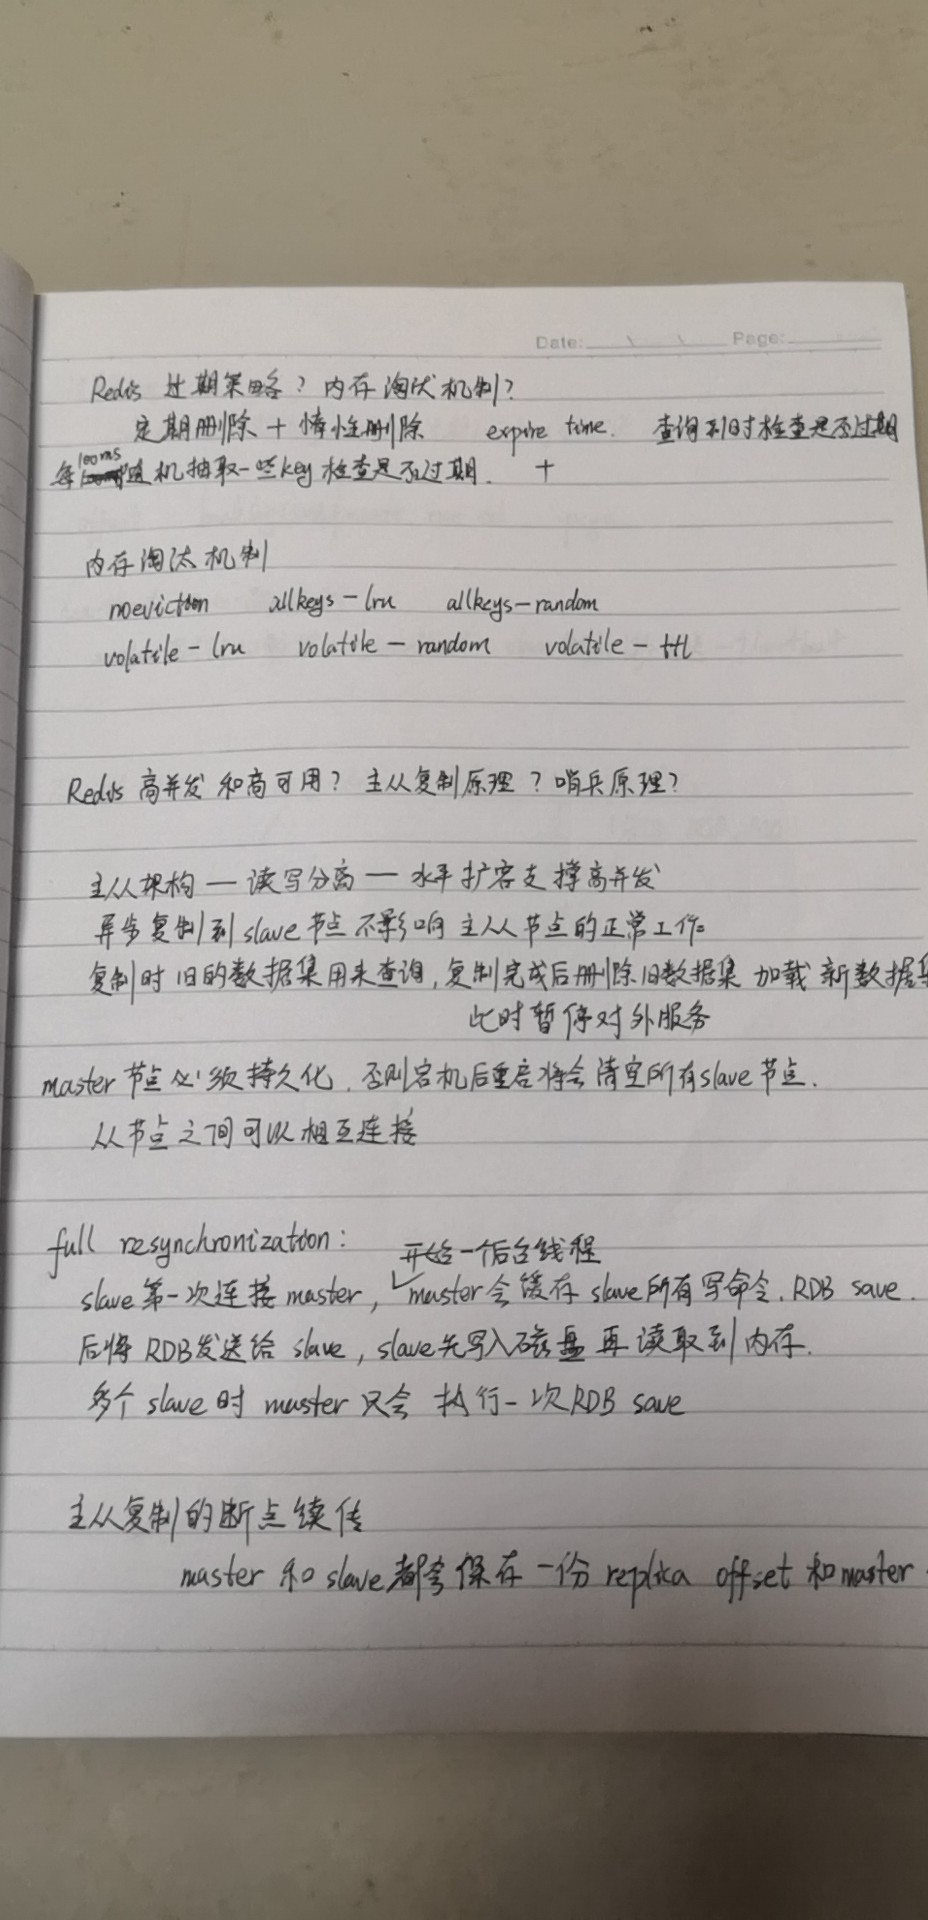 Date: Page:
Redis 过期策略？内存淘汰机制？
定期删除 + 惰性删除 expire time. 查询到时检查是否过期
每100ms随机抽取一些key检查是否过期. +
内存淘汰机制
noeviction allkeys-lru allkeys-random
volatile-lru volatile-random volatile-ttl
Redis 高并发和高可用？主从复制原理？哨兵原理？
主从架构 — 读写分离 — 水平扩容支撑高并发
异步复制到 slave 节点不影响 主从节点的正常工作。
复制时 旧的数据集用来查询, 复制完成后删除旧数据集 加载 新数据集
此时暂停对外服务
master 节点必须持久化. 否则宕机后重启将会清空所有slave节点.
从节点之间可以相互连接
full resynchronization:
开始一个后台线程
slave 第一次连接 master, master会缓存 slave所有写命令. RDB save.
后将 RDB发送给 slave, slave先写入磁盘再读取到内存.
多个 slave时 master只会 执行一次RDB save
主从复制的断点续传
master 和 slave都会保存一份 replica offset 和master